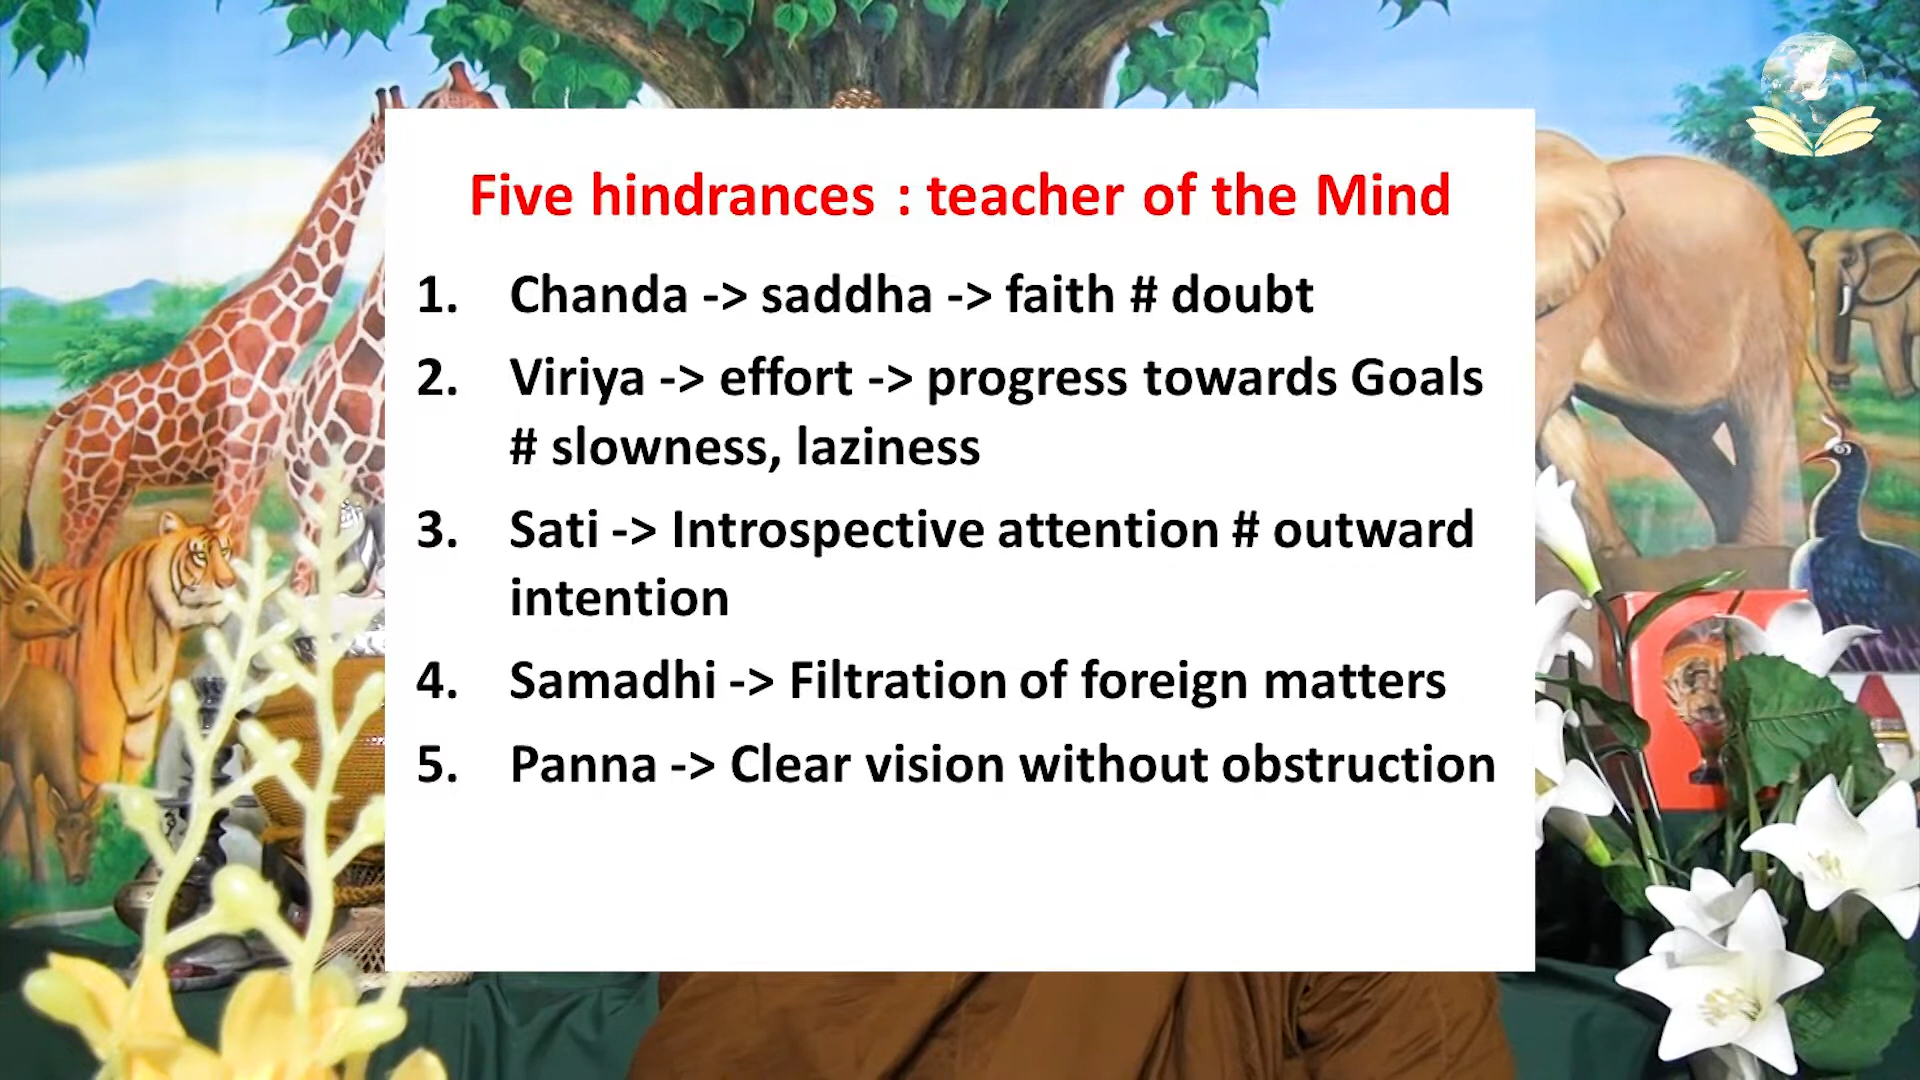 Five hindrances : teacher of the Mind
1. Chanda -> saddha -> faith # doubt
2. Viriya -> effort -> progress towards Goals
# slowness, laziness
3. Sati -> Introspective attention # outward
intention
4. Samadhi -> Filtration of foreign matters
5. Panna -> Clear vision without obstruction